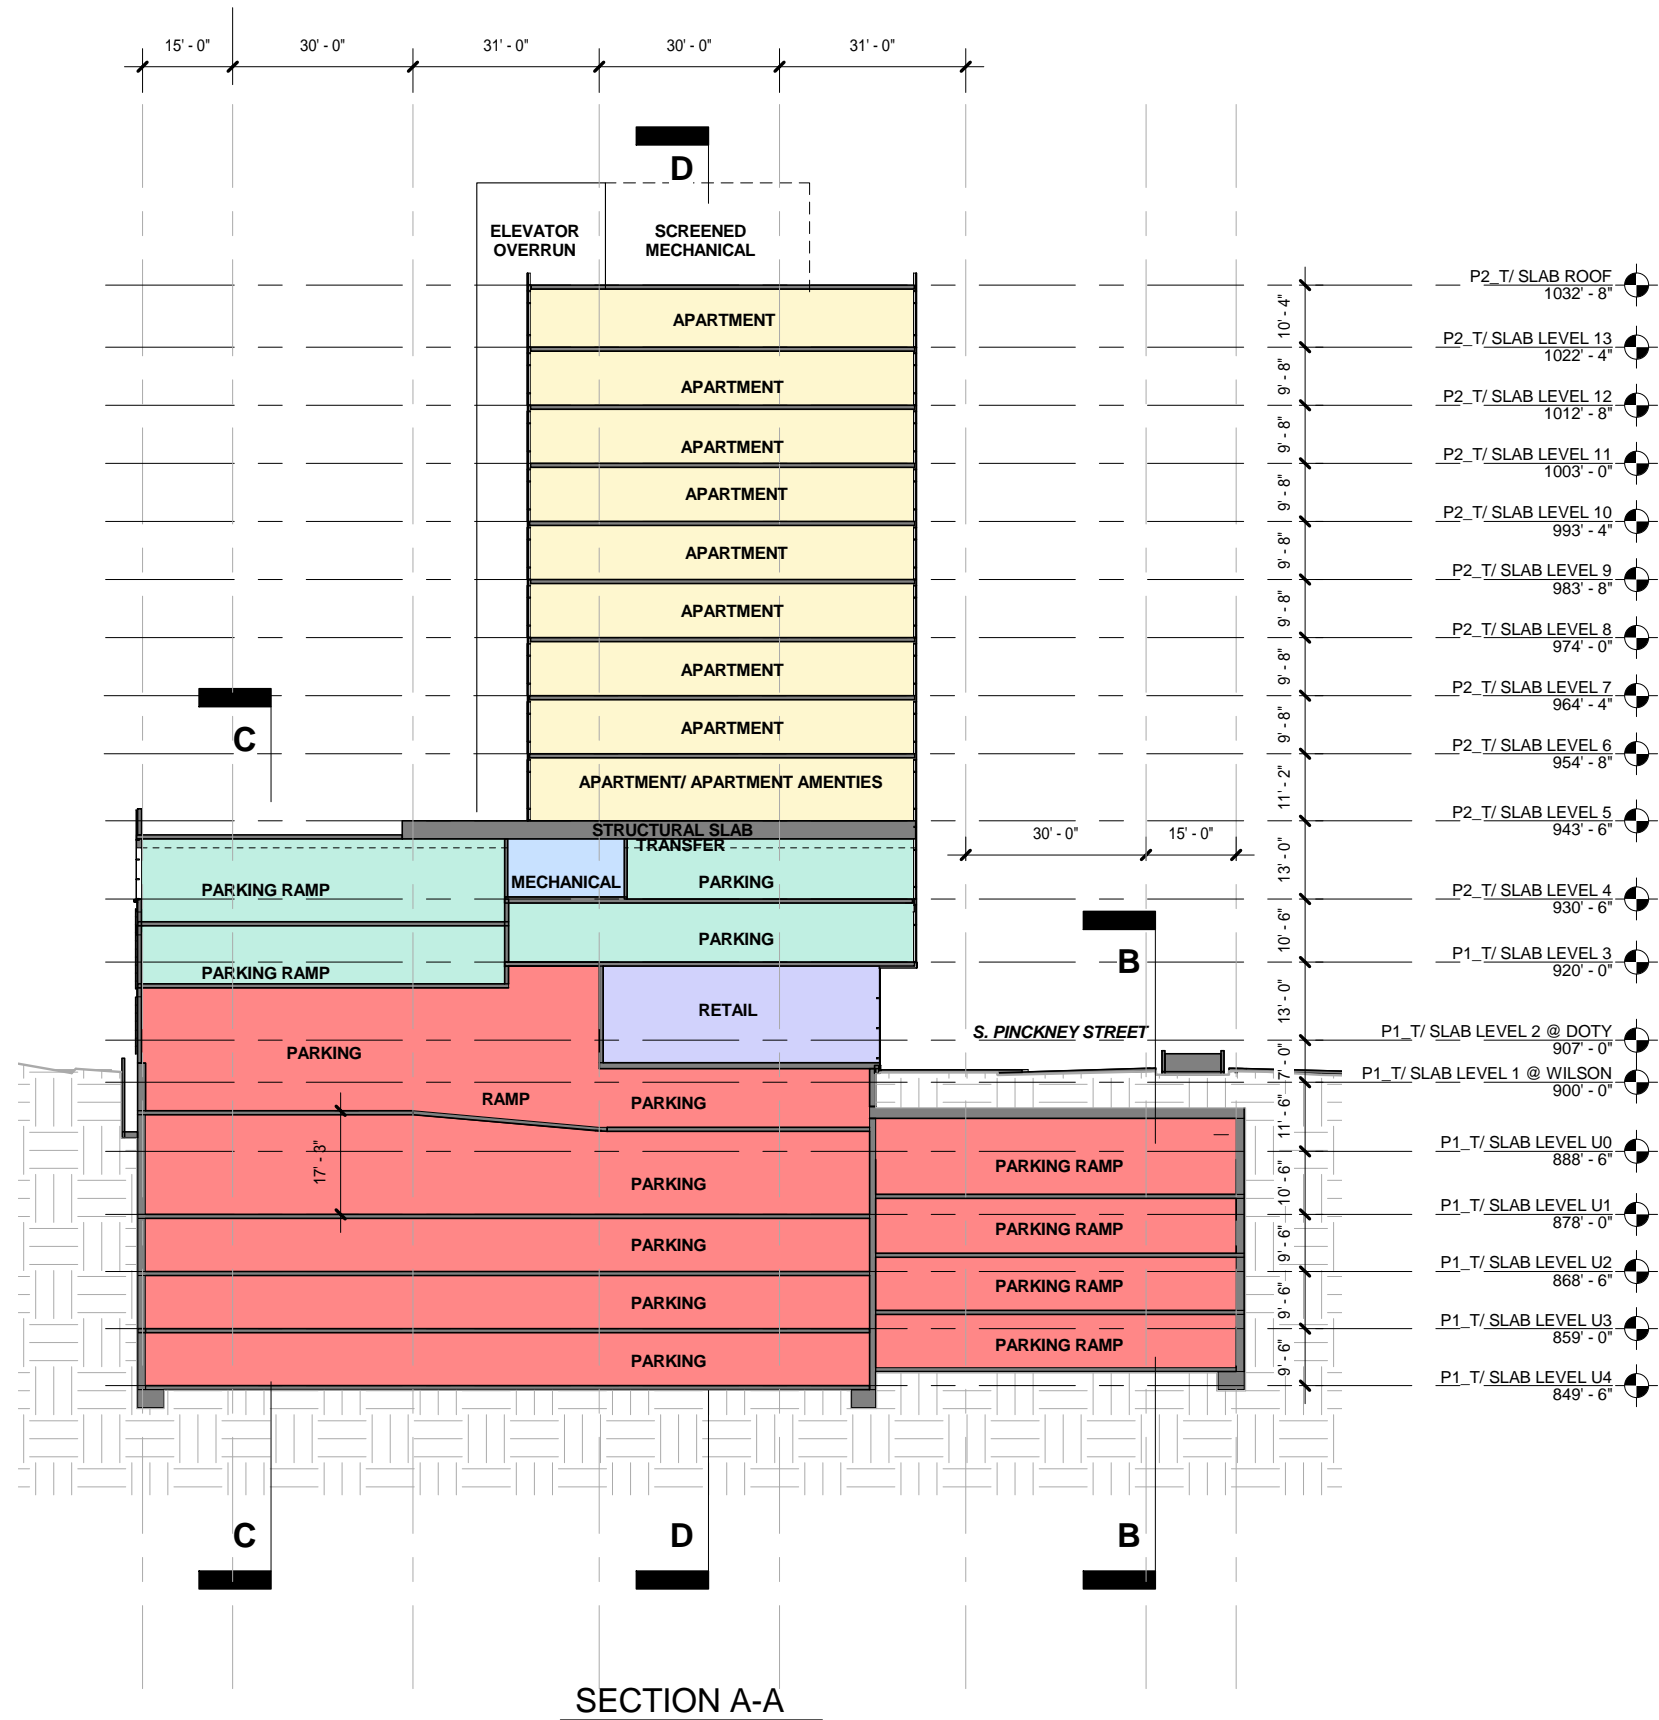 15' - 0"
30' - 0"
31' - 0"
30' - 0"
31' - 0"
D
ELEVATOR
OVERRUN
SCREENED
MECHANICAL
P2_T/ SLAB ROOF
1032' - 8"
10' - 4"
APARTMENT
P2_T/ SLAB LEVEL 13
1022' - 4"
9' - 8"
APARTMENT
P2_T/ SLAB LEVEL 12
1012' - 8"
9' - 8"
APARTMENT
P2_T/ SLAB LEVEL 11
1003' - 0"
9' - 8"
APARTMENT
P2_T/ SLAB LEVEL 10
993' - 4"
9' - 8"
APARTMENT
P2_T/ SLAB LEVEL 9
983' - 8"
9' - 8"
APARTMENT
P2_T/ SLAB LEVEL 8
974' - 0"
9' - 8"
APARTMENT
P2_T/ SLAB LEVEL 7
964' - 4"
9' - 8"
C
APARTMENT
P2_T/ SLAB LEVEL 6
954' - 8"
11' - 2"
APARTMENT/ APARTMENT AMENTIES
P2_T/ SLAB LEVEL 5
943' - 6"
STRUCTURAL SLAB
TRANSFER
30' - 0"
15' - 0"
13' - 0"
PARKING RAMP
MECHANICAL
PARKING
P2_T/ SLAB LEVEL 4
930' - 6"
10' - 6"
PARKING
B
P1_T/ SLAB LEVEL 3
920' - 0"
PARKING RAMP
13' - 0"
RETAIL
S. PINCKNEY STREET
P1_T/ SLAB LEVEL 2 @ DOTY
907' - 0"
PARKING
7' - 0"
P1_T/ SLAB LEVEL 1 @ WILSON
900' - 0"
RAMP
PARKING
11' - 6"
P1_T/ SLAB LEVEL U0
888' - 6"
17' - 3"
PARKING
PARKING RAMP
10' - 6"
P1_T/ SLAB LEVEL U1
878' - 0"
PARKING
PARKING RAMP
9' - 6"
P1_T/ SLAB LEVEL U2
868' - 6"
PARKING
PARKING RAMP
9' - 6"
P1_T/ SLAB LEVEL U3
859' - 0"
PARKING
PARKING RAMP
9' - 6"
P1_T/ SLAB LEVEL U4
849' - 6"
C
D
B
SECTION A-A